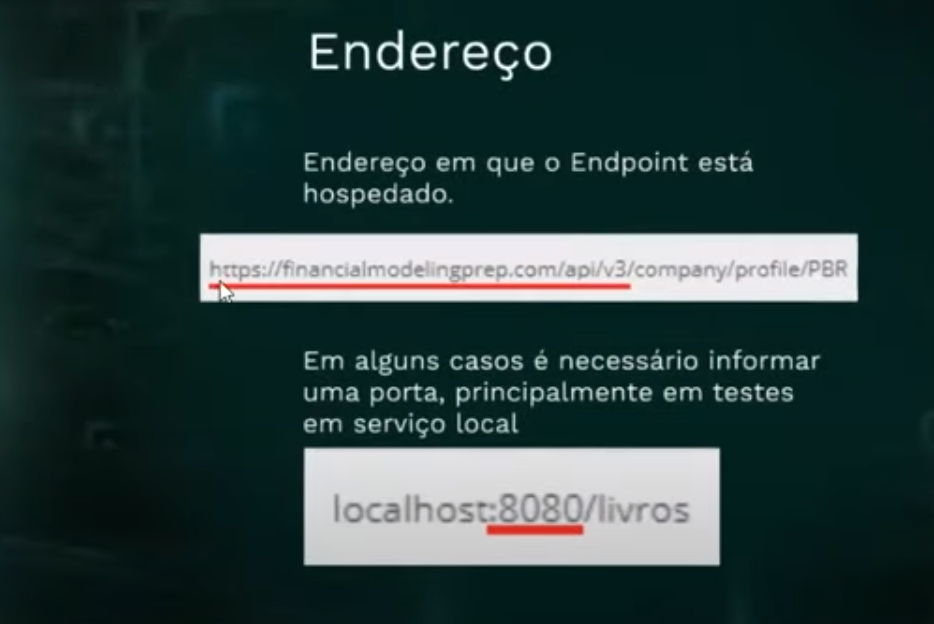 Endereço
Endereço em que o Endpoint está
hospedado.
https://financialmodelingprep.com/api/v3/company/profile/PBR
Em alguns casos é necessário informar
uma porta, principalmente em testes
em serviço local
localhost:8080/livros